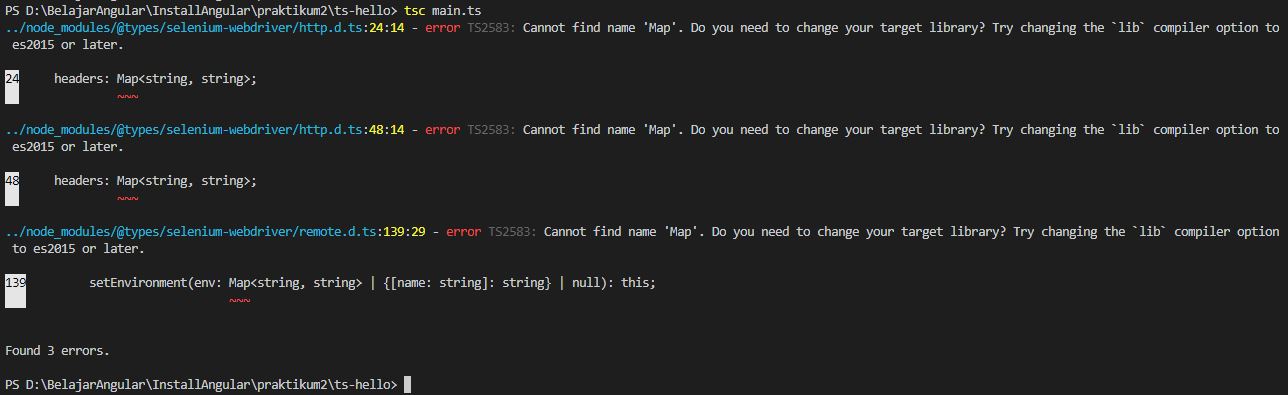 PS D:\BelajarAngular\InstallAngular\praktikum2\ts-hello> tsc main.ts
../node_modules/@types/selenium-webdriver/http.d.ts:24:14 - error TS2583: Cannot find name 'Map'. Do you need to change your target library? Try changing the `lib` compiler option to
es2015 or later.
24     headers: Map<string, string>;
~~~
../node_modules/@types/selenium-webdriver/http.d.ts:48:14 - error TS2583: Cannot find name 'Map'. Do you need to change your target library? Try changing the `lib` compiler option to
es2015 or later.
48     headers: Map<string, string>;
~~~
../node_modules/@types/selenium-webdriver/remote.d.ts:139:29 - error TS2583: Cannot find name 'Map'. Do you need to change your target library? Try changing the `lib` compiler option
to es2015 or later.
139         setEnvironment(env: Map<string, string> | {[name: string]: string} | null): this;
~~~
Found 3 errors.
PS D:\BelajarAngular\InstallAngular\praktikum2\ts-hello>